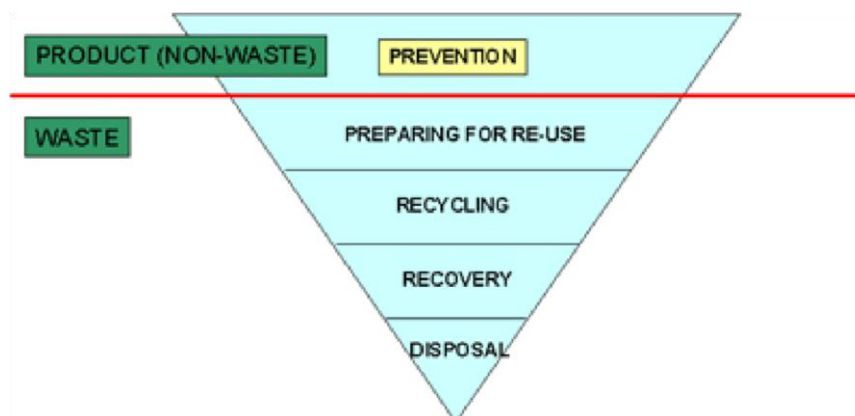 PRODUCT (NON-WASTE)
PREVENTION
WASTE
PREPARING FOR RE-USE
RECYCLING
RECOVERY
DISPOSAL